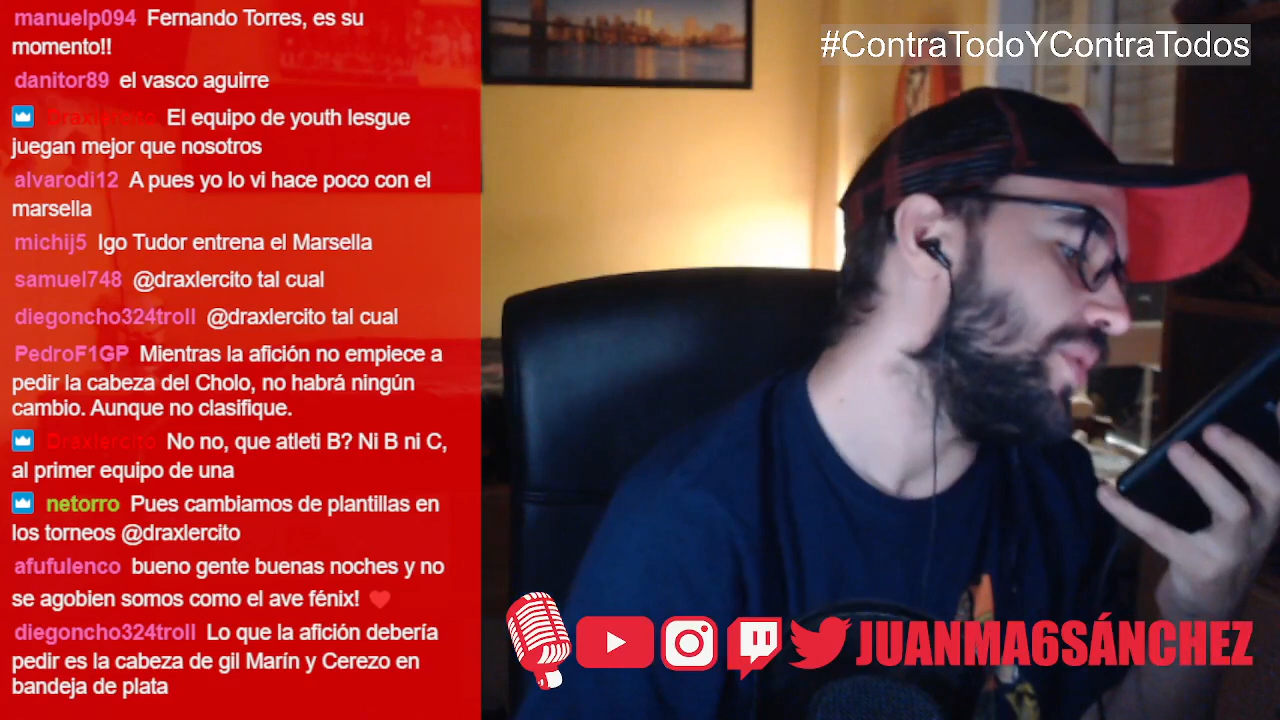 manuelp094 Fernando Torres, es su
momento!!
danitor89 el vasco aguirre
Draxlercito El equipo de youth lesgue
juegan mejor que nosotros
alvarodi12 A pues yo lo vi hace poco con el
marsella
michij5 Igo Tudor entrena el Marsella
samuel748 @draxlercito tal cual
diegoncho324troll @draxlercito tal cual
PedroF1GP Mientras la afición no empiece a
pedir la cabeza del Cholo, no habrá ningún
cambio. Aunque no clasifique.
Draxlercito No no, que atleti B? Ni B ni C,
al primer equipo de una
netorro Pues cambiamos de plantillas en
los torneos @draxlercito
afufulenco bueno gente buenas noches y no
se agobien somos como el ave fénix!
diegoncho324troll Lo que la afición debería
pedir es la cabeza de gil Marín y Cerezo en
bandeja de plata
#ContraTodoYContraTodos
JUANMA6SÁNCHEZ